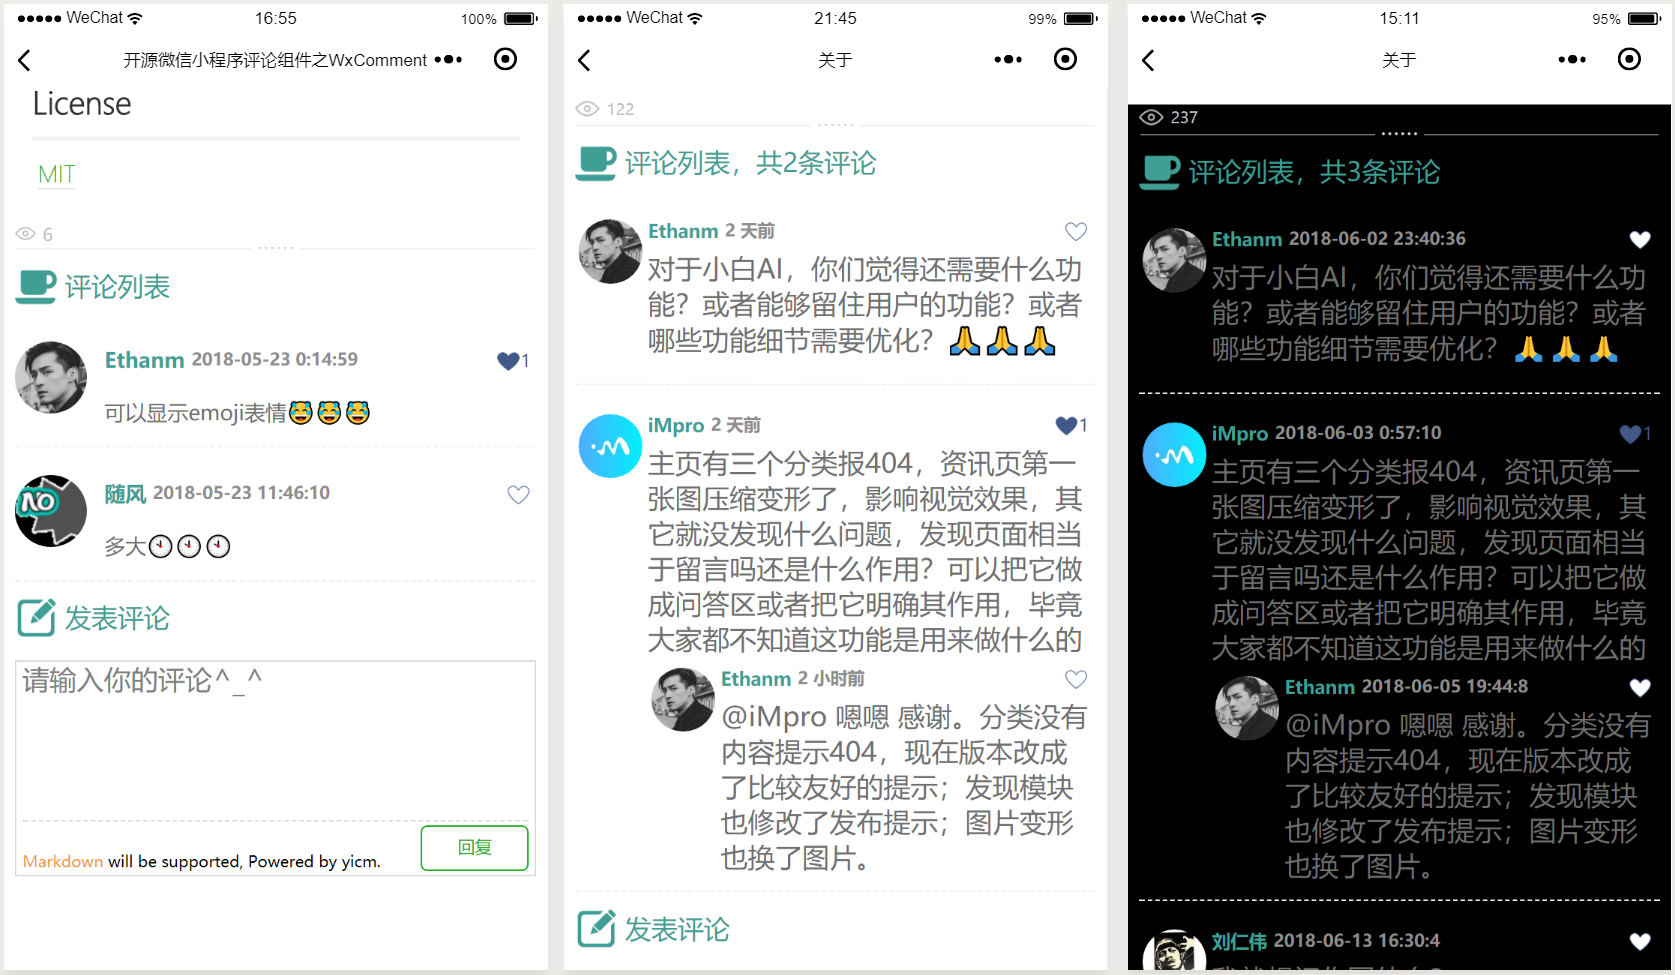 WeChat 16:55 100%
开源微信小程序评论组件之WxComment
License
MIT
6
评论列表
Ethanm 2018-05-23 0:14:59 1
可以显示emoji表情😂😂😂
NO
随风 2018-05-23 11:46:10
多大🕙🕙🕙
发表评论
请输入你的评论^_^
Markdown will be supported, Powered by yicm.
回复
WeChat 21:45 99%
关于
122
评论列表，共2条评论
Ethanm 2 天前
对于小白AI，你们觉得还需要什么功
能？或者能够留住用户的功能？或者
哪些功能细节需要优化？🙏🙏🙏
iMpro 2 天前 1
主页有三个分类报404，资讯页第一
张图压缩变形了，影响视觉效果，其
它就没发现什么问题，发现页面相当
于留言吗还是什么作用？可以把它做
成问答区或者把它明确其作用，毕竟
大家都不知道这功能是用来做什么的
Ethanm 2 小时前
@iMpro 嗯嗯 感谢。分类没有
内容提示404，现在版本改成
了比较友好的提示；发现模块
也修改了发布提示；图片变形
也换了图片。
发表评论
WeChat 15:11 95%
关于
237
评论列表，共3条评论
Ethanm 2018-06-02 23:40:36
对于小白AI，你们觉得还需要什么功
能？或者能够留住用户的功能？或者
哪些功能细节需要优化？🙏🙏🙏
iMpro 2018-06-03 0:57:10 1
主页有三个分类报404，资讯页第一
张图压缩变形了，影响视觉效果，其
它就没发现什么问题，发现页面相当
于留言吗还是什么作用？可以把它做
成问答区或者把它明确其作用，毕竟
大家都不知道这功能是用来做什么的
Ethanm 2018-06-05 19:44:8
@iMpro 嗯嗯 感谢。分类没有
内容提示404，现在版本改成
了比较友好的提示；发现模块
也修改了发布提示；图片变形
也换了图片。
刘仁伟 2018-06-13 16:30:4